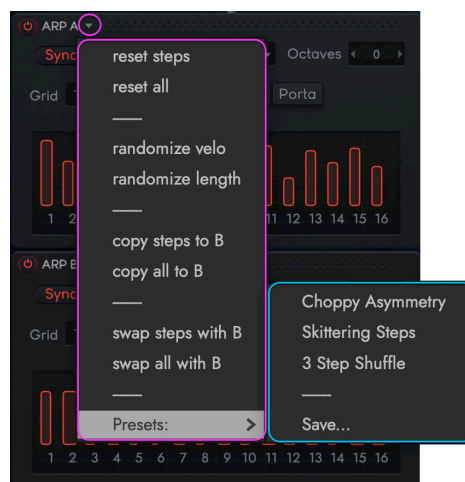 ARP A
Sync
reset steps
Octaves 0
reset all
Grid
Porta
randomize velo
randomize length
1 2 11 12 13 14 15 16
copy steps to B
copy all to B
ARP B
Sync
Choppy Asymmetry
swap steps with B
Skittering Steps
Grid
swap all with B
3 Step Shuffle
Presets:
Save...
1 2 3 4 5 6 7 8 9 10 11 12 13 14 15 16